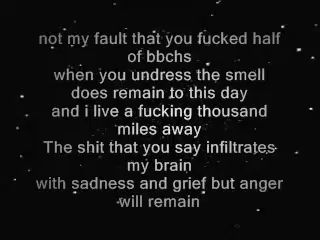 not my fault that you fucked half
of bbchs
when you undress the smell
does remain to this day
and i live a fucking thousand
miles away
The shit that you say infiltrates
my brain
with sadness and grief but anger
will remain